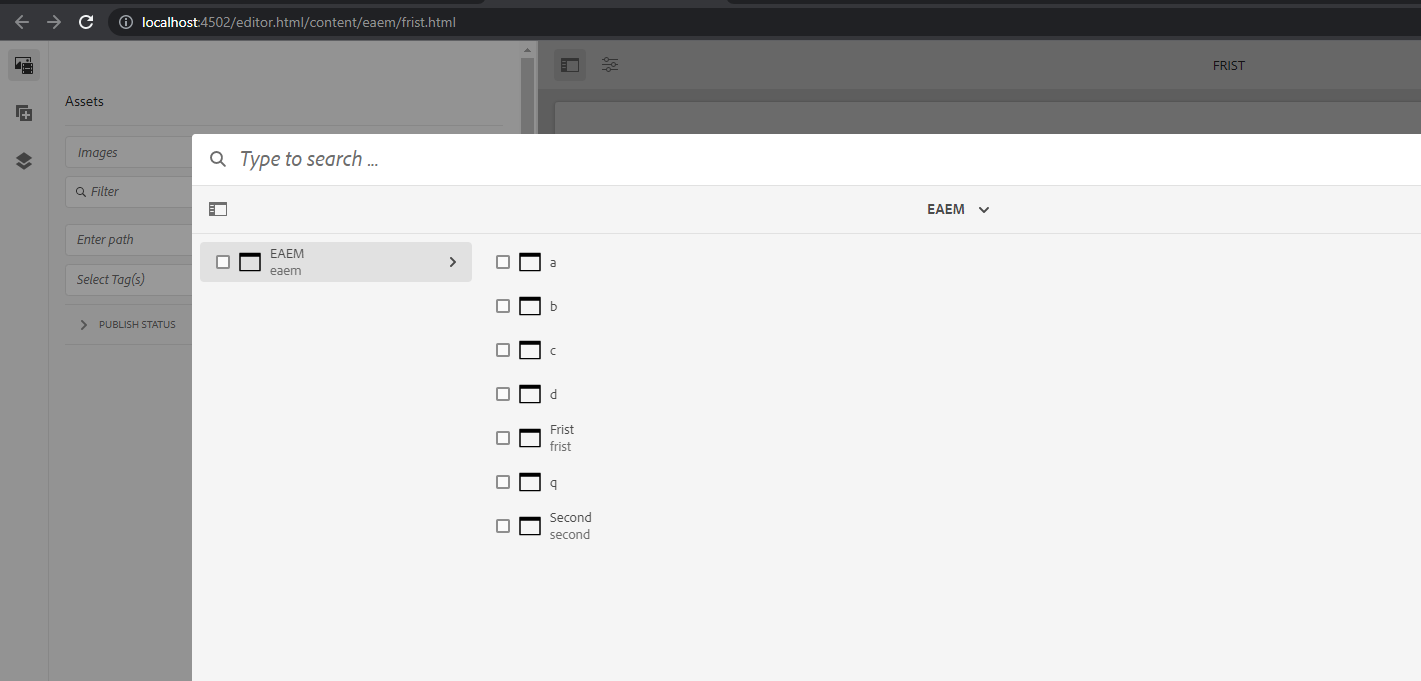 localhost:4502/editor.html/content/eaem/frist.html
FRIST
Assets
Images
Filter
Enter path
Select Tag(s)
PUBLISH STATUS
Type to search ...
EAEM
EAEM
eaem
a
b
c
d
Frist
frist
q
Second
second